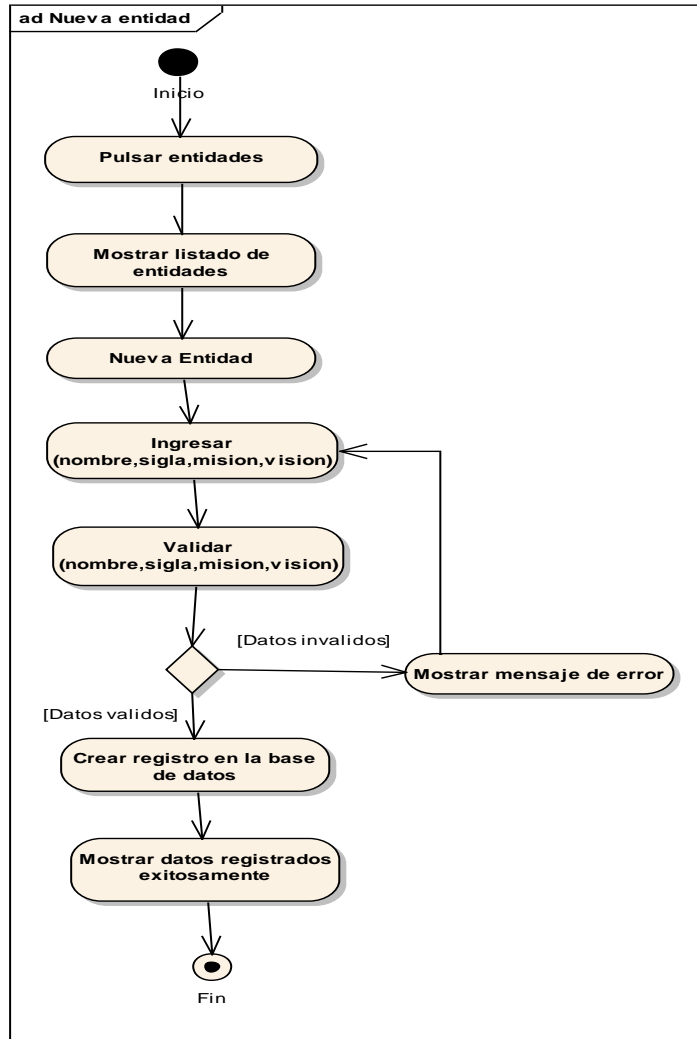 ad Nueva entidad
Inicio
Pulsar entidades
Mostrar listado de
entidades
Nueva Entidad
Ingresar
(nombre,sigla,mision,vision)
Validar
(nombre,sigla,mision,vision)
[Datos invalidos]
Mostrar mensaje de error
[Datos validos]
Crear registro en la base
de datos
Mostrar datos registrados
exitosamente
Fin